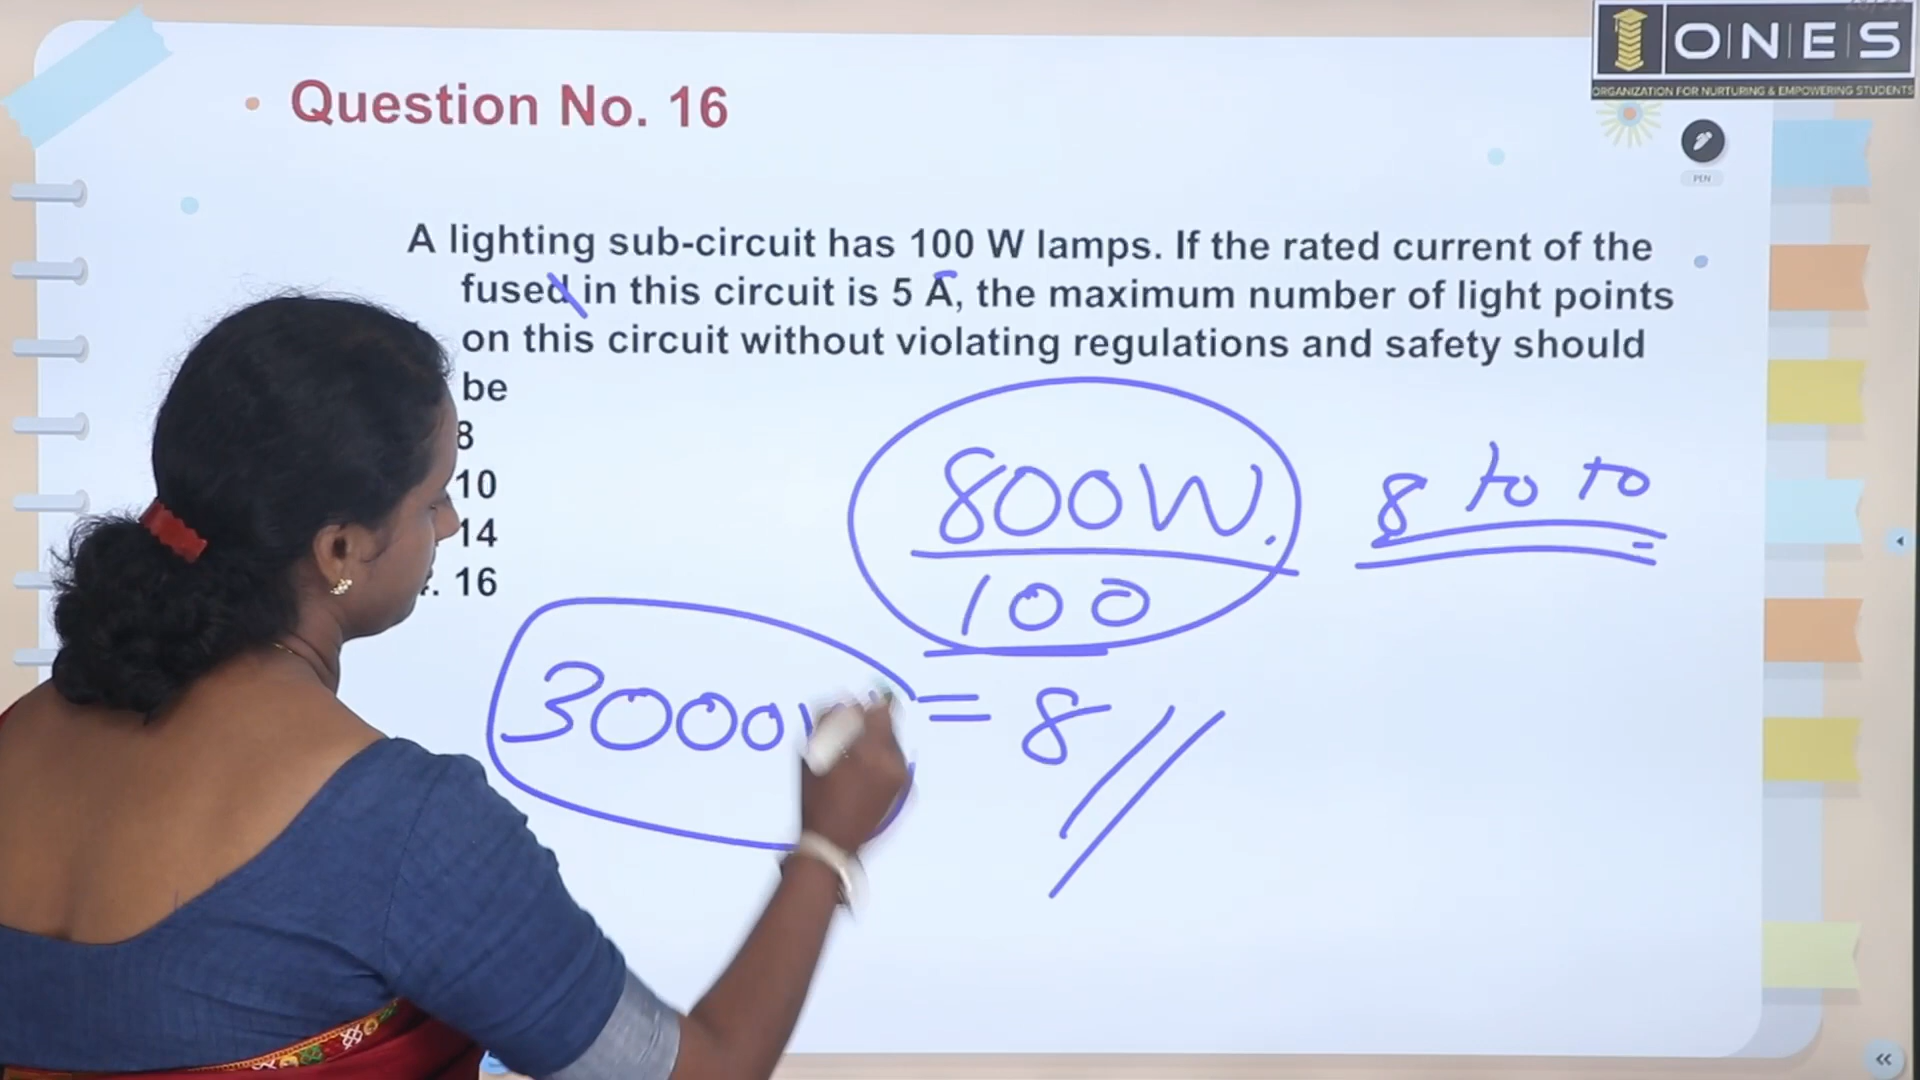 ONES
ORGANIZATION FOR NURTURING & EMPOWERING STUDENTS
• Question No. 16
PEN
A lighting sub-circuit has 100 W lamps. If the rated current of the
fused in this circuit is 5 A, the maximum number of light points
on this circuit without violating regulations and safety should
be
8
10
14
16
800W.
100
8 to 10
3000
= 8